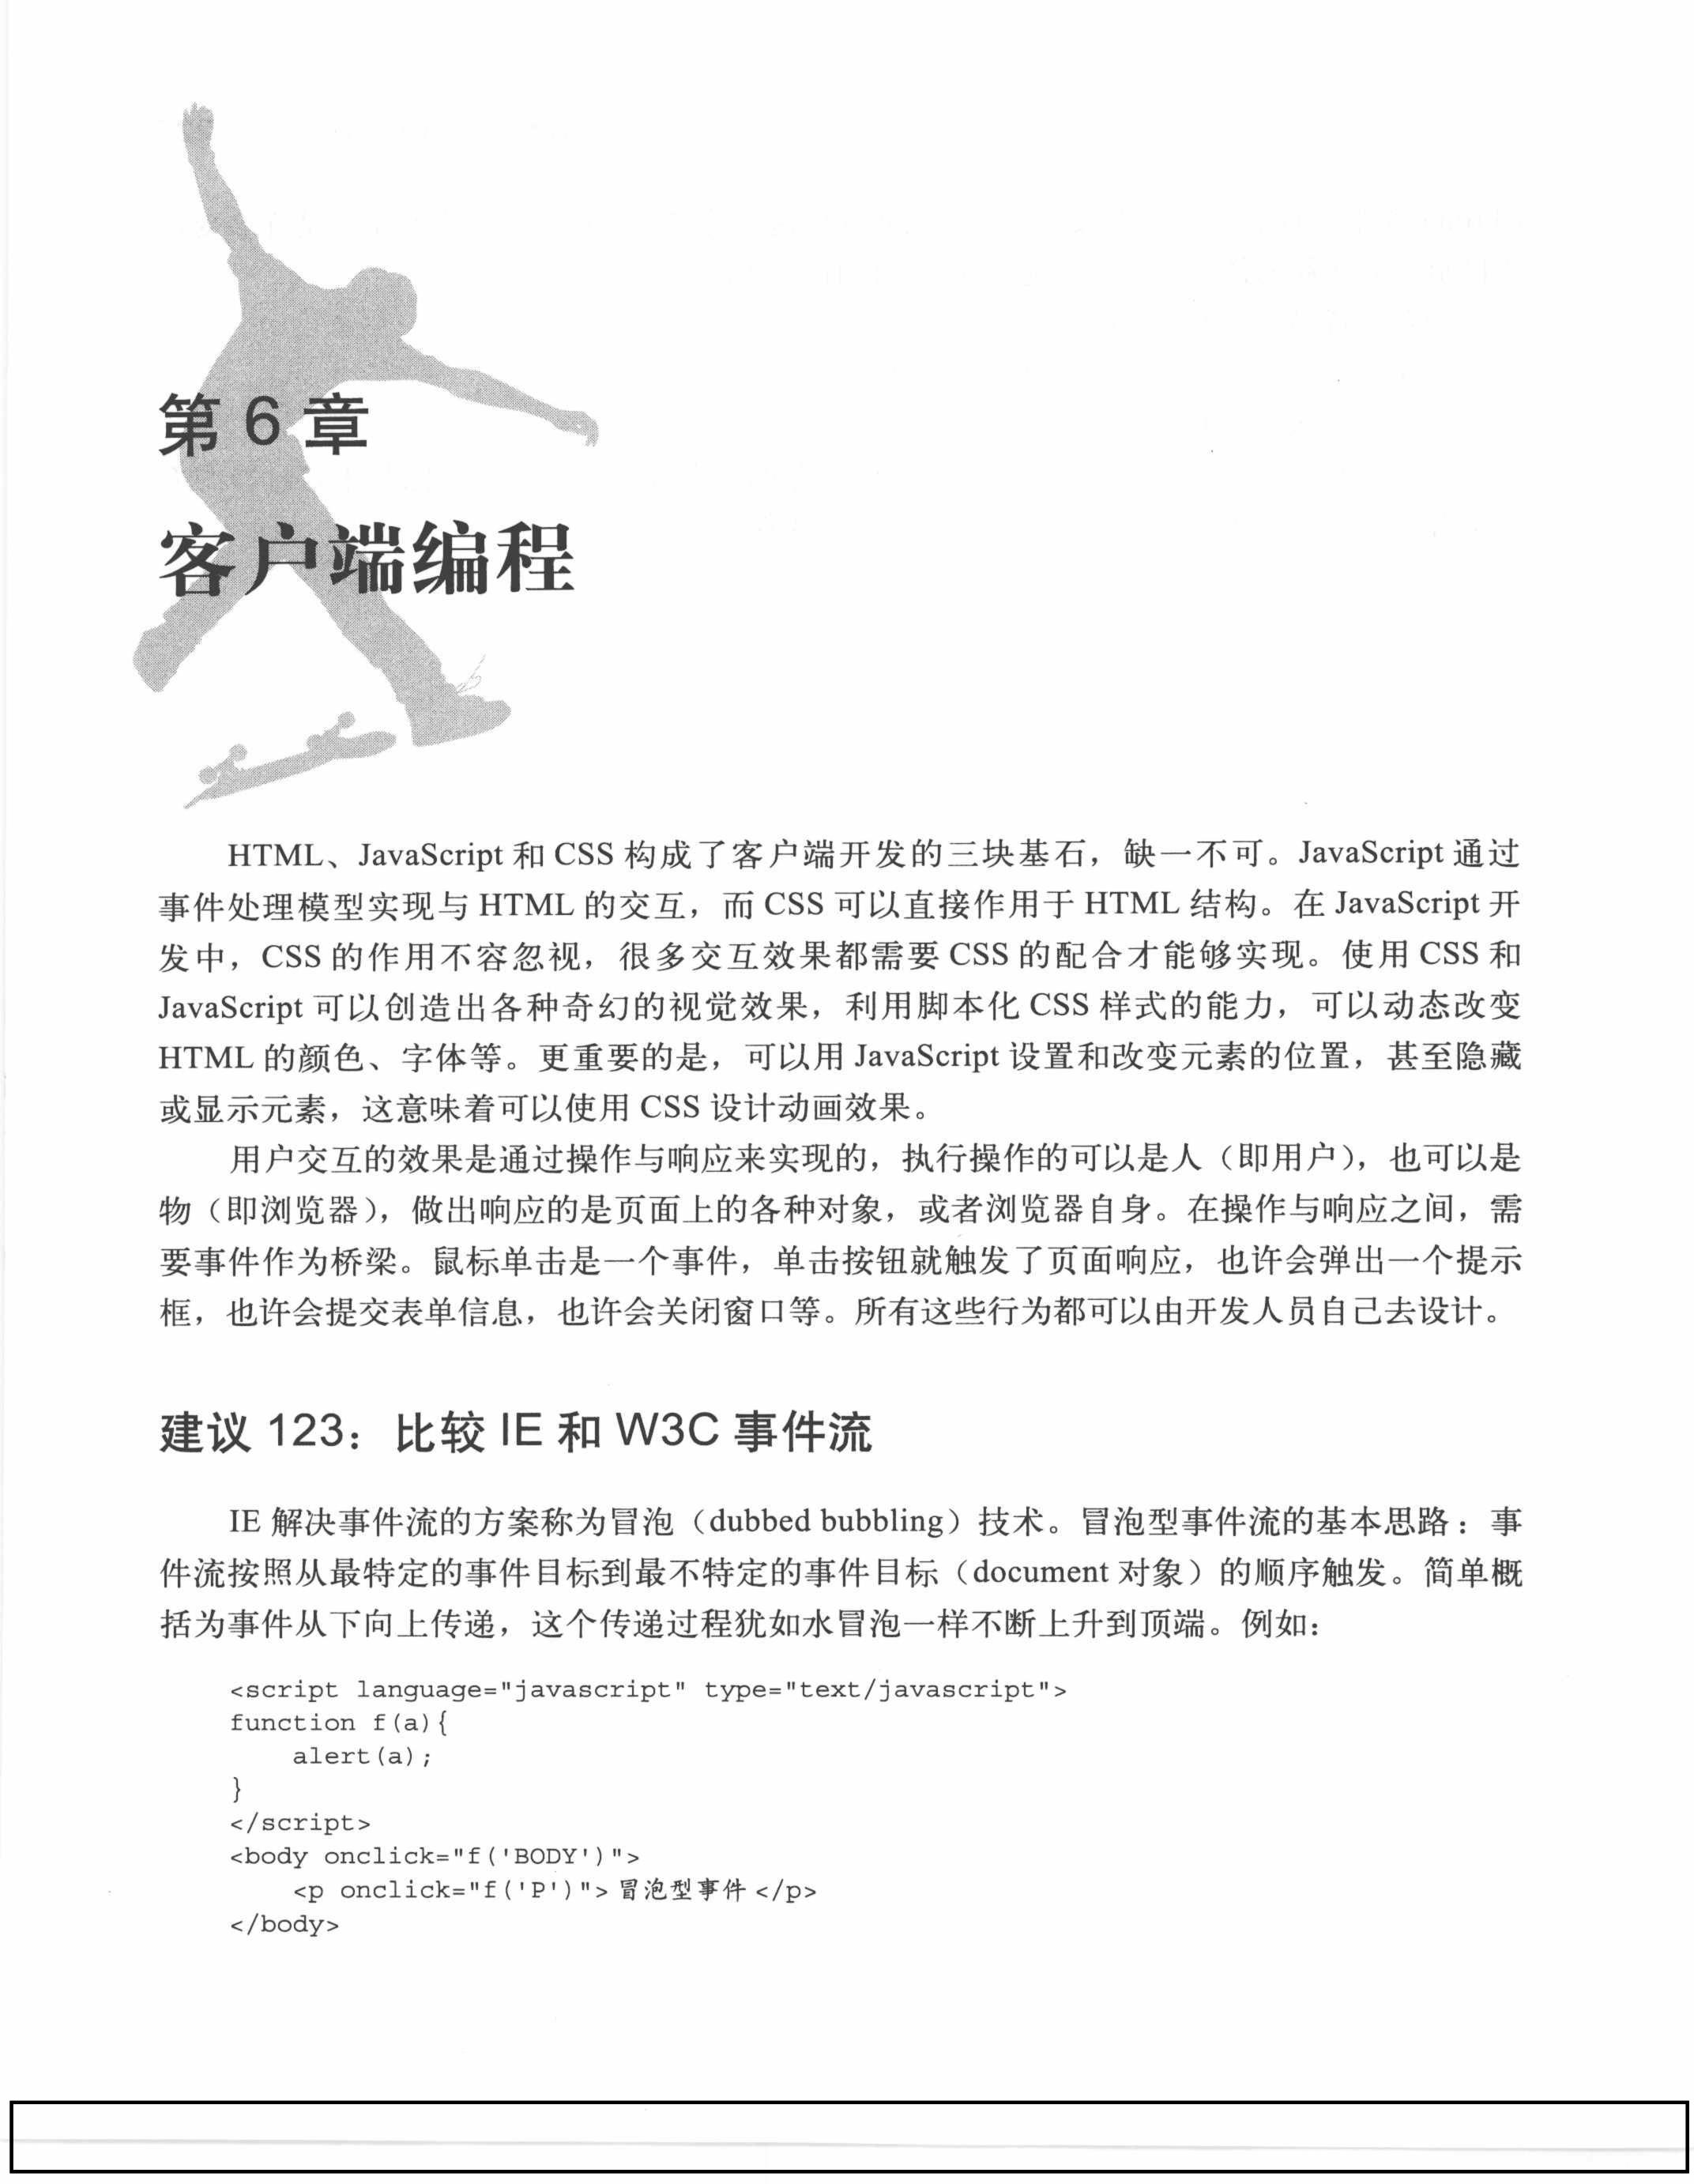 第 6 章
客户端编程
HTML、JavaScript 和 CSS 构成了客户端开发的三块基石，缺一不可。JavaScript 通过
事件处理模型实现与 HTML 的交互，而 CSS 可以直接作用于 HTML 结构。在 JavaScript 开
发中，CSS 的作用不容忽视，很多交互效果都需要 CSS 的配合才能够实现。使用 CSS 和
JavaScript 可以创造出各种奇幻的视觉效果，利用脚本化 CSS 样式的能力，可以动态改变
HTML 的颜色、字体等。更重要的是，可以用 JavaScript 设置和改变元素的位置，甚至隐藏
或显示元素，这意味着可以使用 CSS 设计动画效果。
用户交互的效果是通过操作与响应来实现的，执行操作的可以是人（即用户），也可以是
物（即浏览器），做出响应的是页面上的各种对象，或者浏览器自身。在操作与响应之间，需
要事件作为桥梁。鼠标单击是一个事件，单击按钮就触发了页面响应，也许会弹出一个提示
框，也许会提交表单信息，也许会关闭窗口等。所有这些行为都可以由开发人员自己去设计。
建议 123：比较 IE 和 W3C 事件流
IE 解决事件流的方案称为冒泡（dubbed bubbling）技术。冒泡型事件流的基本思路：事
件流按照从最特定的事件目标到最不特定的事件目标（document 对象）的顺序触发。简单概
括为事件从下向上传递，这个传递过程犹如水冒泡一样不断上升到顶端。例如：
<script language="javascript" type="text/javascript">
function f(a){
    alert(a);
}
</script>
<body onclick="f('BODY')">
    <p onclick="f('P')">冒泡型事件</p>
</body>